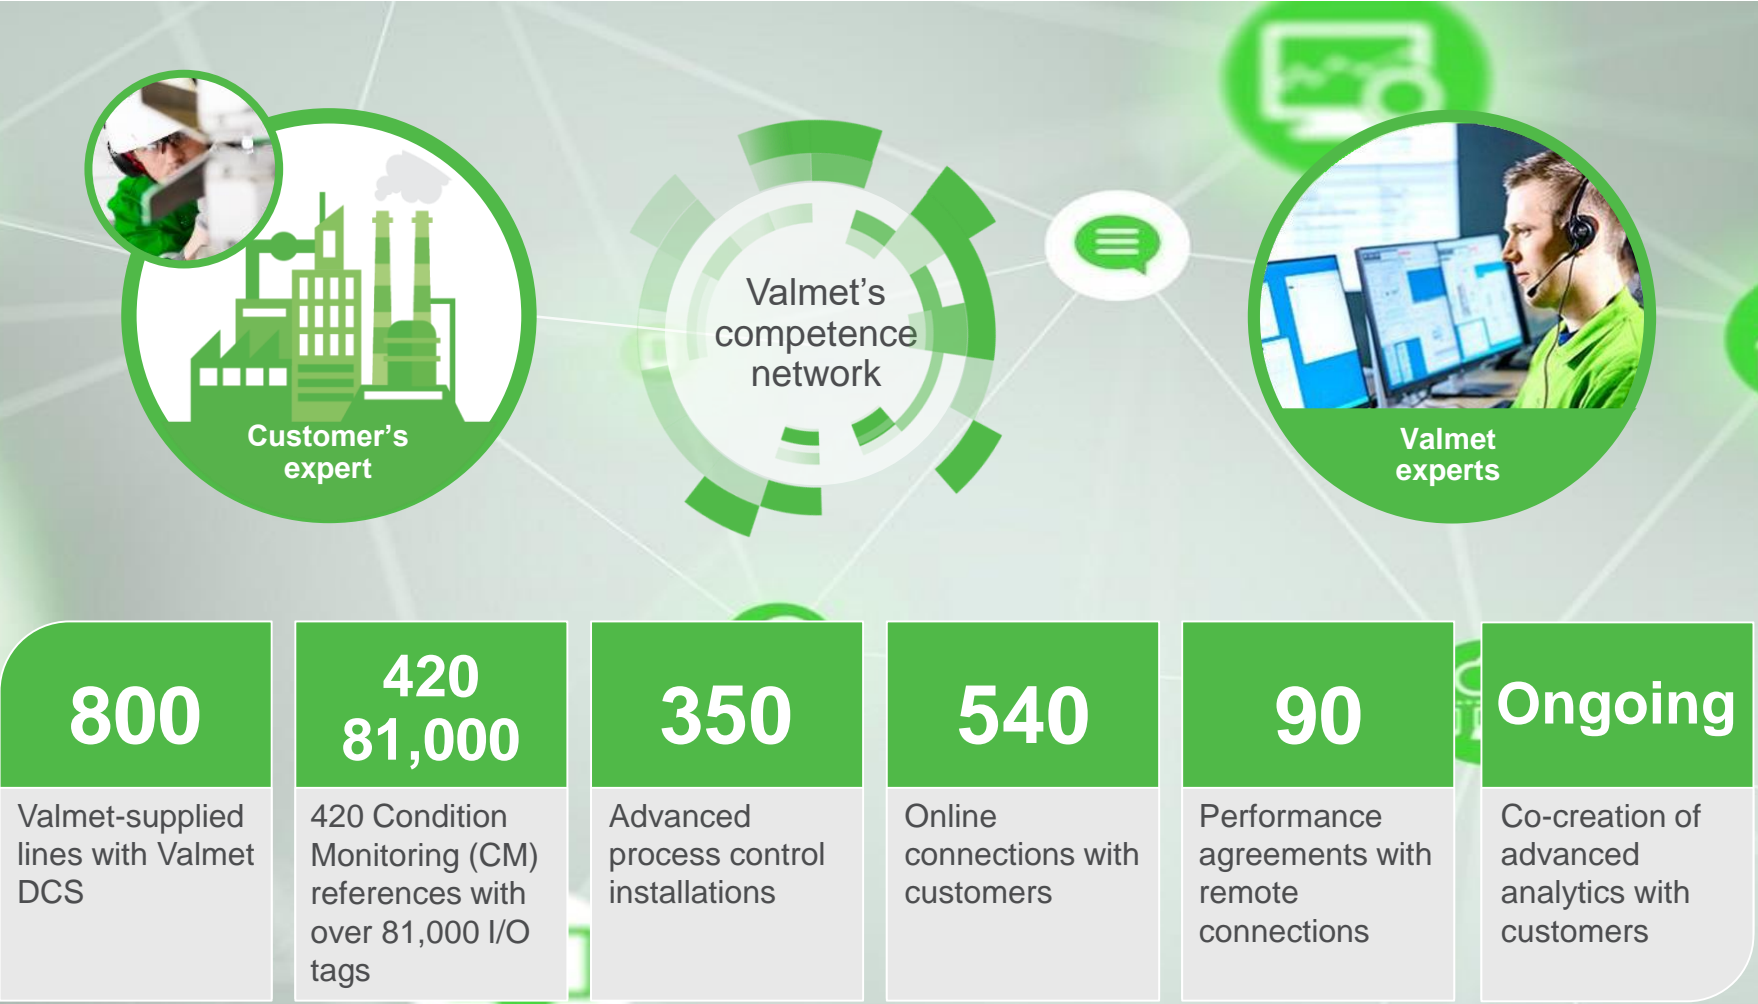 Valmet’s
competence
network
Customer’s
expert
Valmet
experts
800
Valmet-supplied
lines with Valmet
DCS
420
81,000
420 Condition
Monitoring (CM)
references with
over 81,000 I/O
tags
350
Advanced
process control
installations
540
Online
connections with
customers
90
Performance
agreements with
remote
connections
Ongoing
Co-creation of
advanced
analytics with
customers